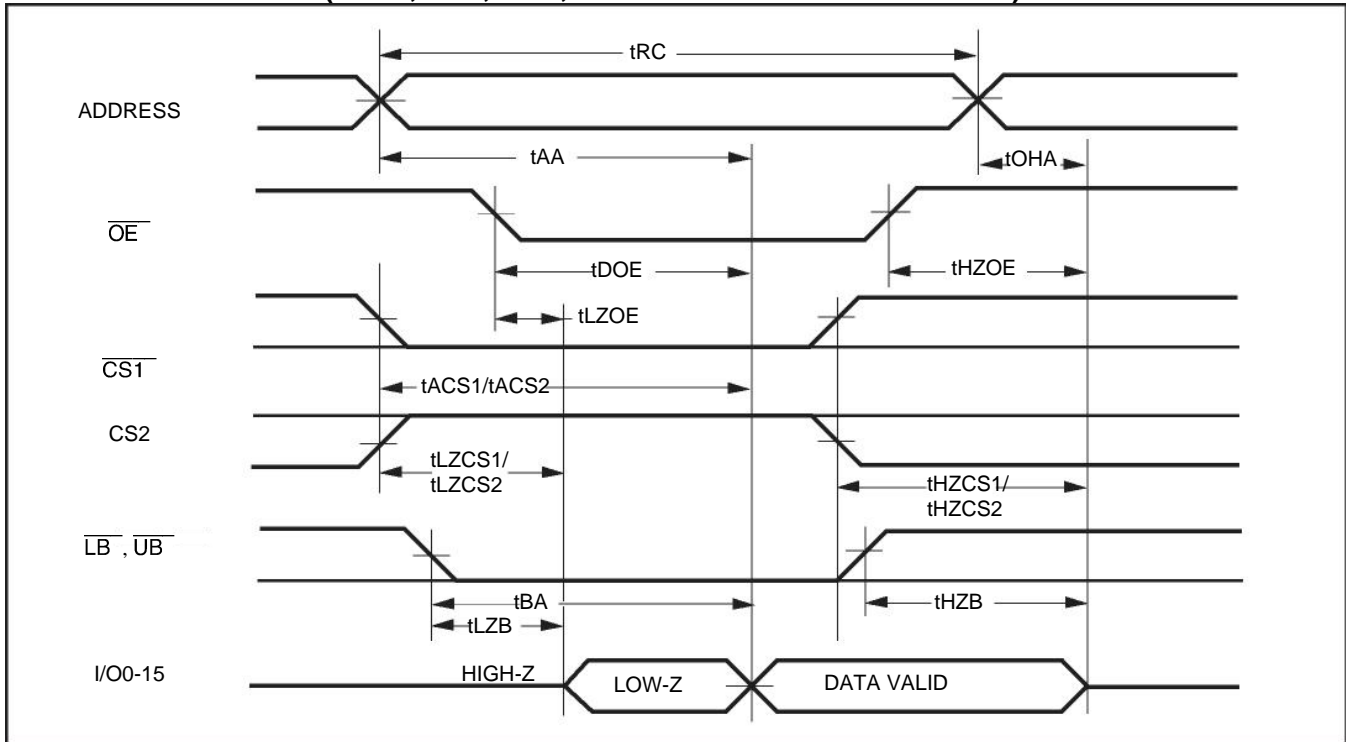 tRC
ADDRESS
tAA
tOHA
OE
tDOE
tHZOE
tLZOE
CS1
tACS1/tACS2
CS2
tLZCS1/
tLZCS2
tHZCS1/
tHZCS2
LB , UB
tBA
tHZB
tLZB
I/O0-15
HIGH-Z
LOW-Z
DATA VALID